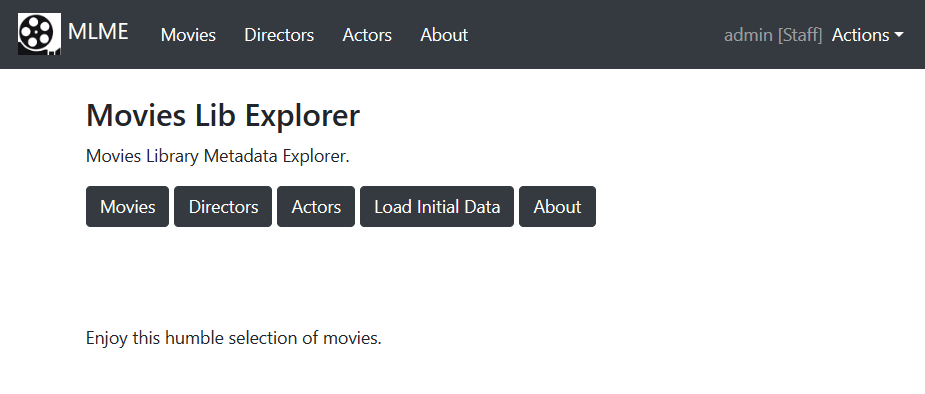 MLME Movies Directors Actors About admin [Staff] Actions
Movies Lib Explorer
Movies Library Metadata Explorer.
Movies Directors Actors Load Initial Data About
Enjoy this humble selection of movies.